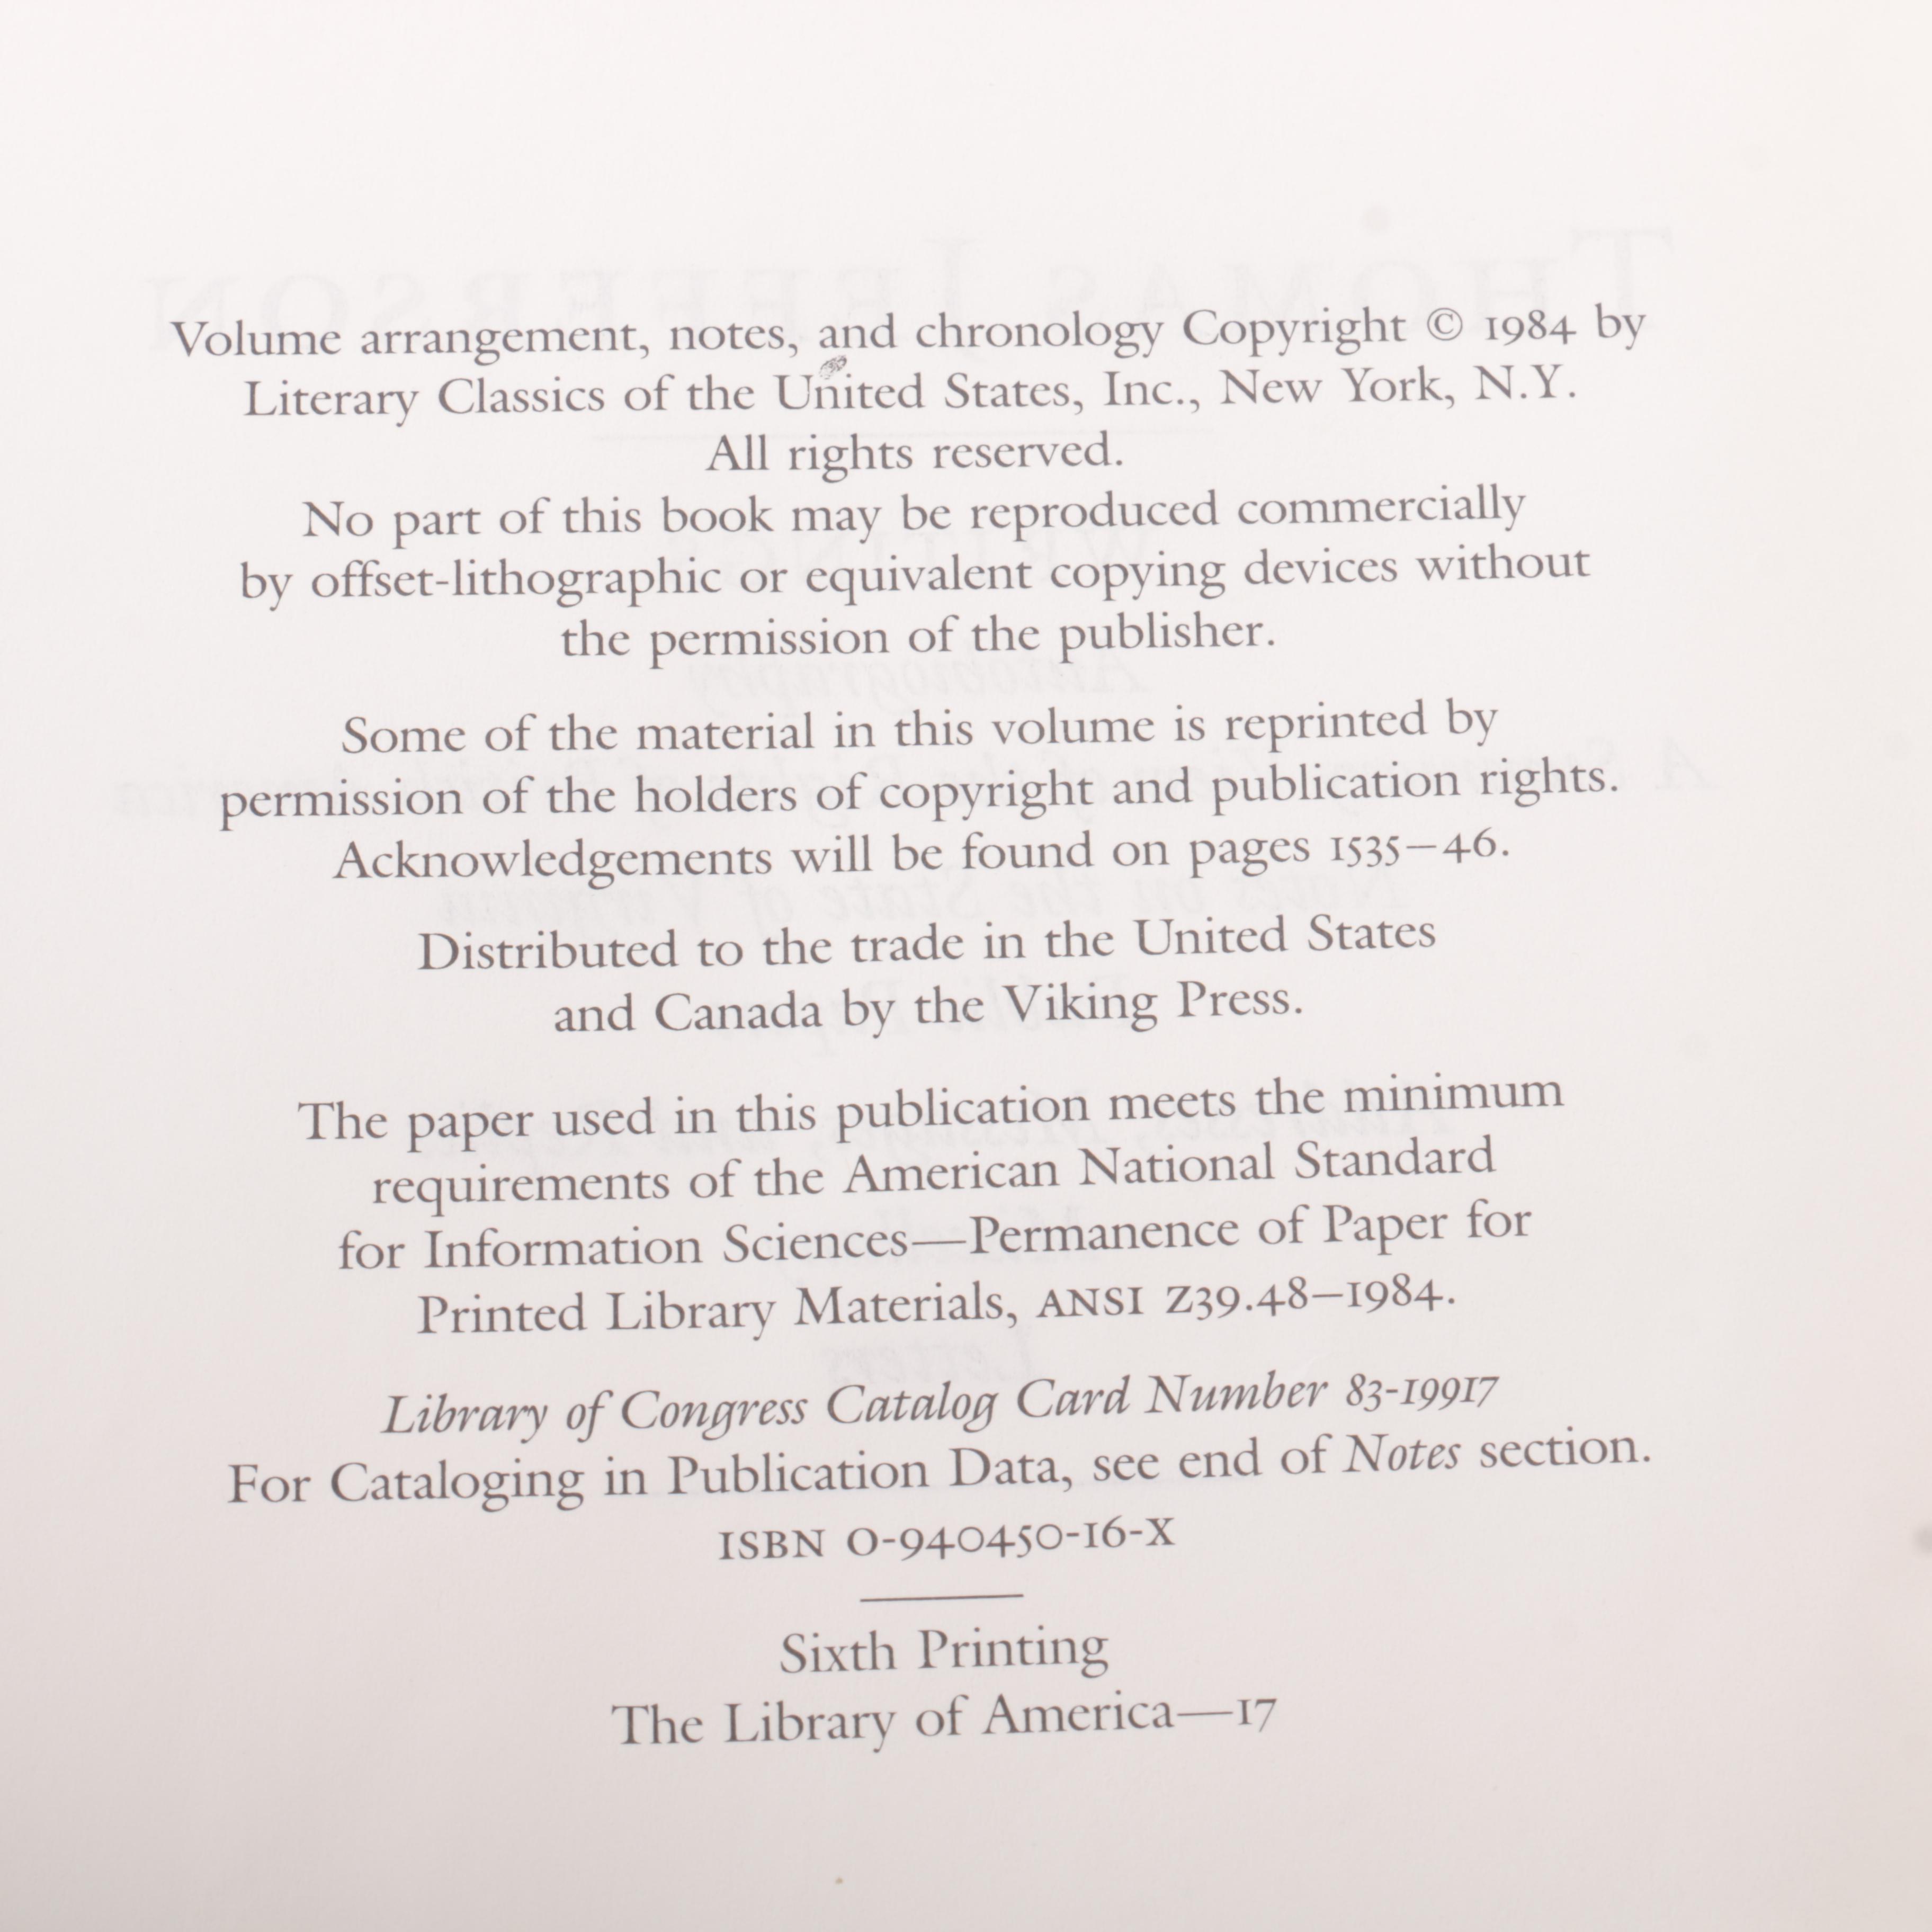 Volume arrangement, notes, and chronology Copyright © 1984 by
Literary Classics of the United States, Inc., New York, N.Y.
All rights reserved.
No part of this book may be reproduced commercially
by offset-lithographic or equivalent copying devices without
the permission of the publisher.
Some of the material in this volume is reprinted by
permission of the holders of copyright and publication rights.
Acknowledgements will be found on pages 1535–46.
Distributed to the trade in the United States
and Canada by the Viking Press.
The paper used in this publication meets the minimum
requirements of the American National Standard
for Information Sciences—Permanence of Paper for
Printed Library Materials, ANSI Z39.48–1984.
Library of Congress Catalog Card Number 83-19917
For Cataloging in Publication Data, see end of Notes section.
ISBN 0-940450-16-X
Sixth Printing
The Library of America—17